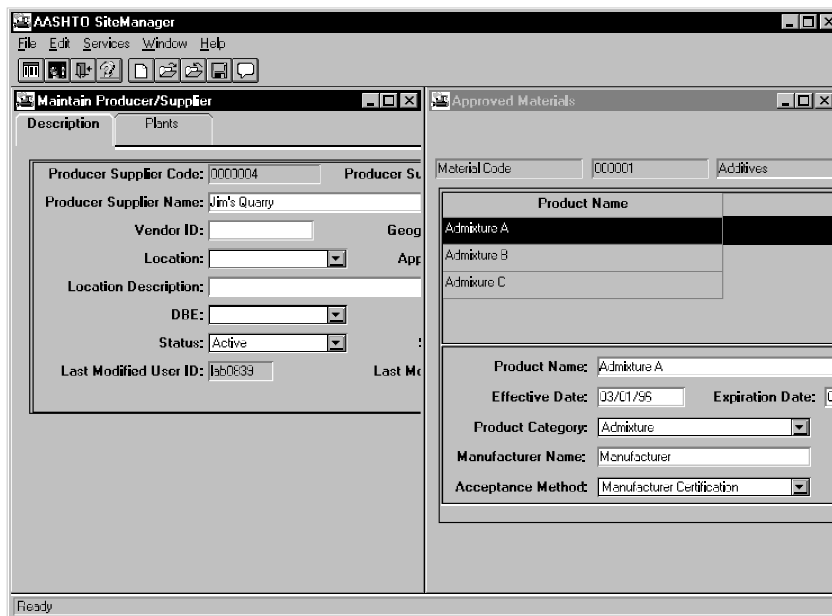 AASHTO SiteManager
File Edit Services Window Help
Maintain Producer/Supplier
Description Plants
Producer Supplier Code: 0000004 Producer Su
Producer Supplier Name: Jim's Quarry
Vendor ID: Geog
Location: App
Location Description:
DBE:
Status: Active
Last Modified User ID: lab0839 Last Mo
Approved Materials
Material Code 000001 Additives
Product Name
Admixture A
Admixture B
Admixure C
Product Name: Admixture A
Effective Date: 03/01/96 Expiration Date:
Product Category: Admixture
Manufacturer Name: Manufacturer
Acceptance Method: Manufacturer Certification
Ready